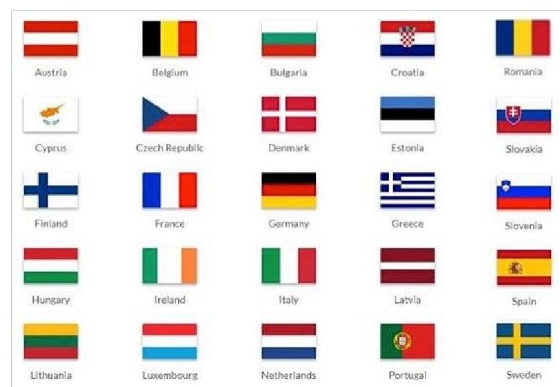 Austria Belgium Bulgaria Croatia Romania
Cyprus Czech Republic Denmark Estonia Slovakia
Finland France Germany Greece Slovenia
Hungary Ireland Italy Latvia Spain
Lithuania Luxembourg Netherlands Portugal Sweden